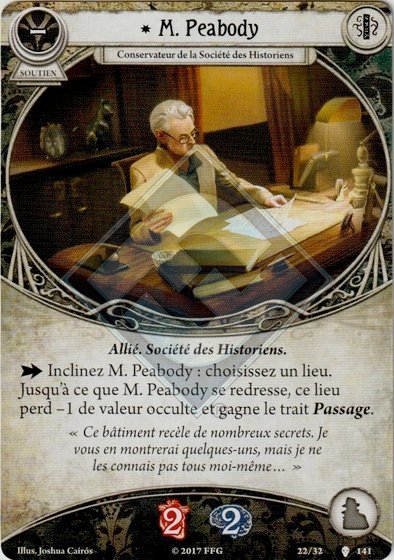 M. Peabody
Conservateur de la Société des Historiens
SOUTIEN
Allié. Société des Historiens.
Inclinez M. Peabody : choisissez un lieu.
Jusqu'à ce que M. Peabody se redresse, ce lieu
perd –1 de valeur occulte et gagne le trait Passage.
« Ce bâtiment recèle de nombreux secrets. Je
vous en montrerai quelques-uns, mais je ne
les connais pas tous moi-même… »
2 2
Illus. Joshua Cairós © 2017 FFG 22/32 141